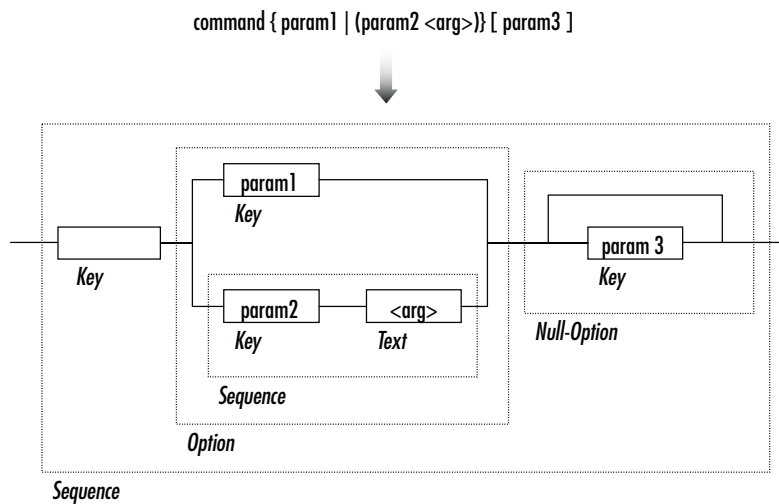 command { param1 | (param2 <arg>)} [ param3 ]
param1
Key
Key
param 3
Key
param2
<arg>
Key
Text
Null-Option
Sequence
Option
Sequence